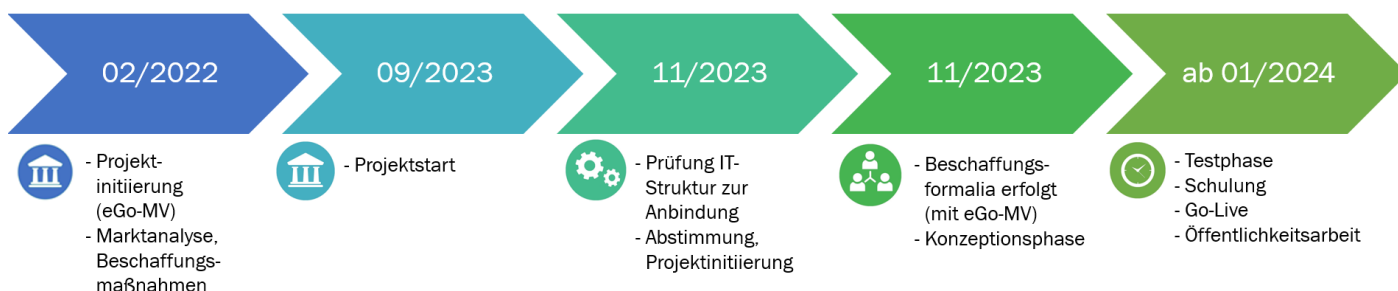 02/2022
09/2023
11/2023
11/2023
ab 01/2024
- Projekt-
initiierung
(eGo-MV)
- Marktanalyse,
Beschaffungs-
maßnahmen
- Projektstart
- Prüfung IT-
Struktur zur
Anbindung
- Abstimmung,
Projektinitiierung
- Beschaffungs-
formalia erfolgt
(mit eGo-MV)
- Konzeptionsphase
- Testphase
- Schulung
- Go-Live
- Öffentlichkeitsarbeit